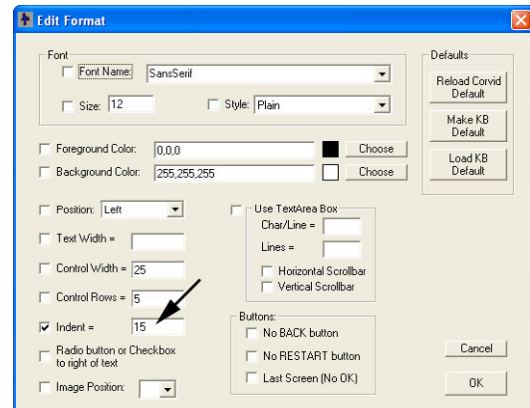 Edit Format
Font
Font Name: SansSerif
Size: 12 Style: Plain
Foreground Color: 0,0,0 Choose
Background Color: 255,255,255 Choose
Position: Left
Text Width =
Control Width = 25
Control Rows = 5
Indent = 15
Radio button or Checkbox
to right of text
Image Position:
Use TextArea Box
Char/Line =
Lines =
Horizontal Scrollbar
Vertical Scrollbar
Buttons:
No BACK button
No RESTART button
Last Screen (No OK)
Defaults
Reload Corvid
Default
Make KB
Default
Load KB
Default
Cancel
OK